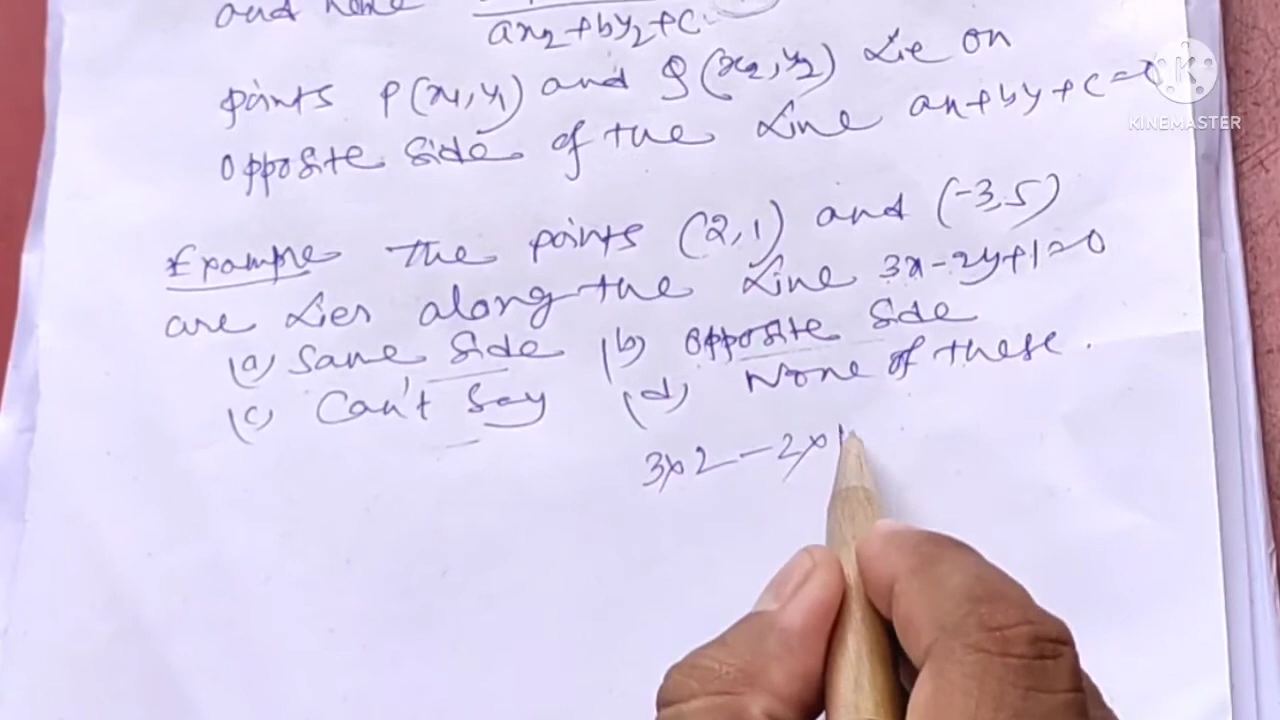 and hence
ax2+by2+c
points P(x1,y1) and Q(x2,y2) Lie on
opposite side of the Line ax+by+c=0
K
KINEMASTER
Example The points (2,1) and (-3,5)
are Lies along the Line 3x-2y+1=0
(a) Same Side (b) opposite side
(c) Can't Say (d) None of these.
3×2-2×1